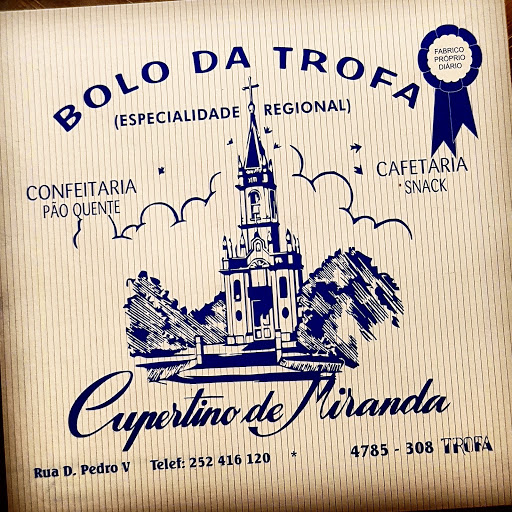 BOLO DA TROFA
(ESPECIALIDADE REGIONAL)
FABRICO
PRÓPRIO
DIÁRIO
CONFEITARIA
PÃO QUENTE
CAFETARIA
* SNACK
Cupertino de Miranda
Rua D. Pedro V Telef: 252 416 120 * 4785 - 308 TROFA